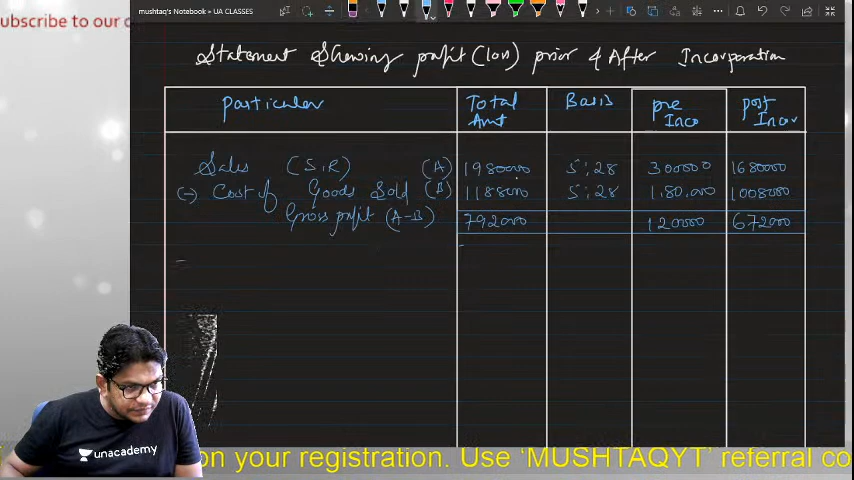 ubscribe to our c
mushtaq's Notebook » UA CLASSES
Statement Showing profit (loss) prior & After Incorporation
Particular Total Amt Basis pre Inco post Incor
Sales (S.R) (A) 1980000 5:28 300000 1680000
(-) Cost of Goods Sold (B) 1188000 5:28 1,80,000 1008000
Gross profit (A-B) 792000 120000 672000
unacademy
on your registration. Use ‘MUSHTAQYT’ referral co